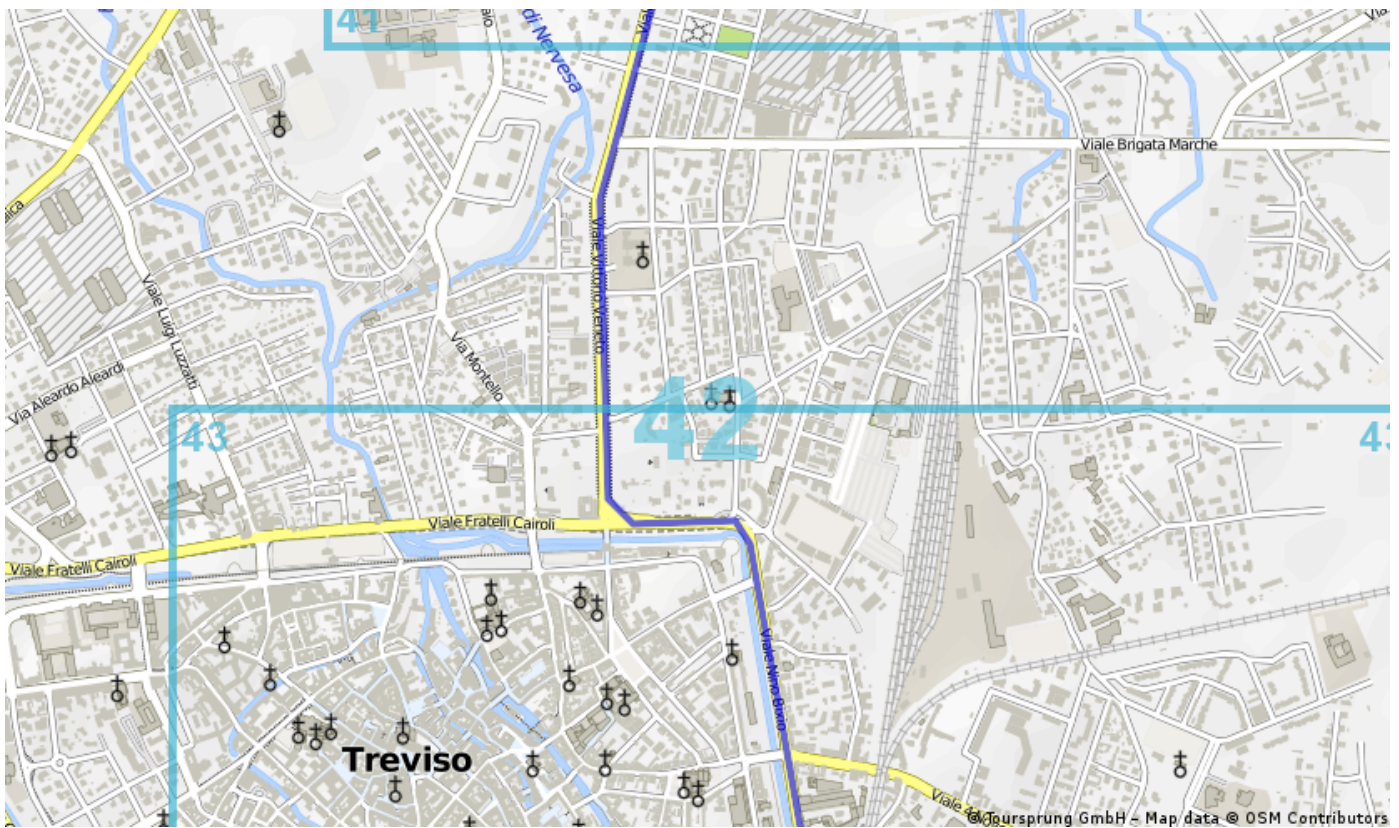 41
di Nervesa
Viale Brigata Marche
Viale Luigi Luzzatti
Viale Vittorio Veneto
Via Montello
Via Aleardo Aleardi
42
43
Viale Fratelli Cairoli
Viale Fratelli Cairoli
Viale Nino Bixio
Treviso
© Toursprung GmbH – Map data © OSM Contributors